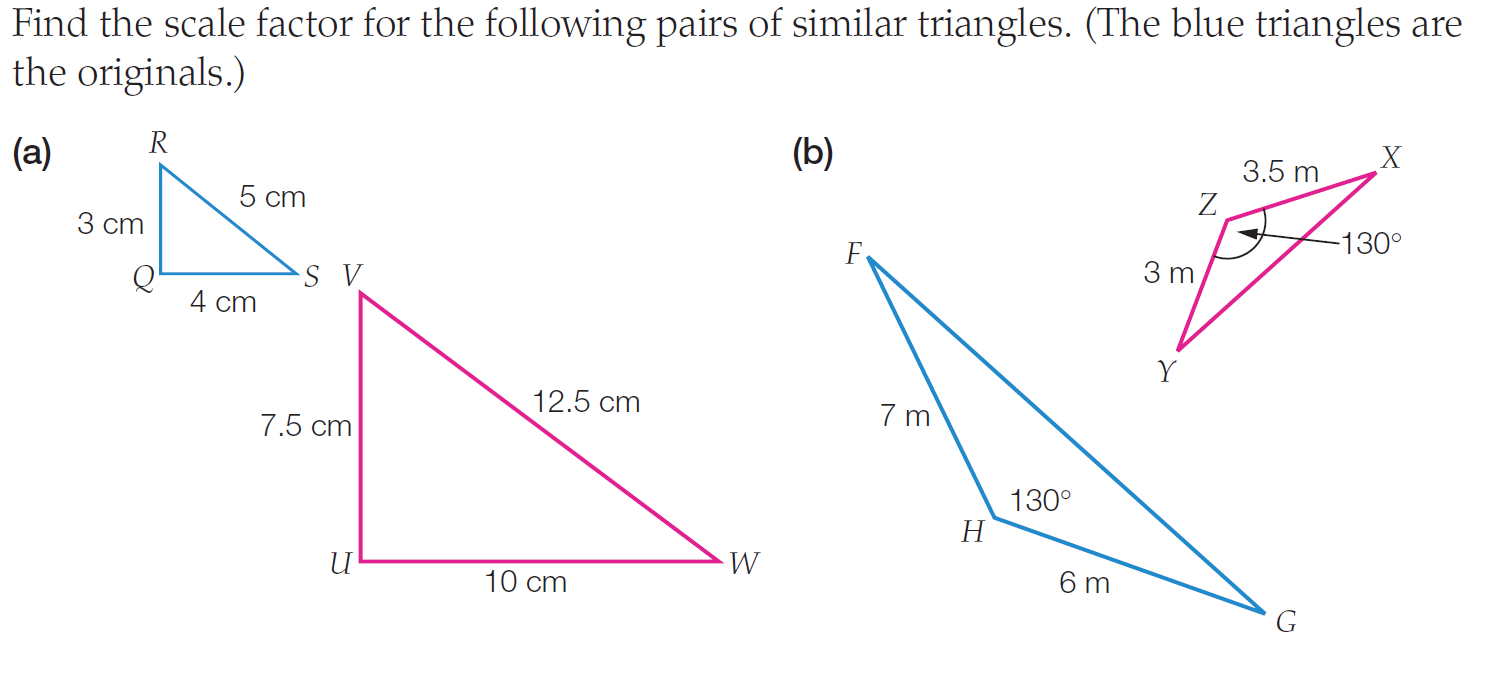 Find the scale factor for the following pairs of similar triangles. (The blue triangles are
the originals.)
(a)
R
5 cm
3 cm
Q
S
4 cm
V
12.5 cm
7.5 cm
U
W
10 cm
(b)
X
3.5 m
Z
130°
3 m
Y
F
7 m
130°
H
6 m
G